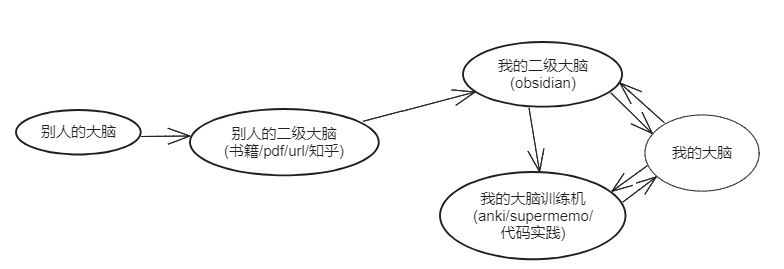 别人的大脑
别人的二级大脑
(书籍/pdf/url/知乎)
我的二级大脑
(obsidian)
我的大脑
我的大脑训练机
(anki/supermemo/
代码实践)